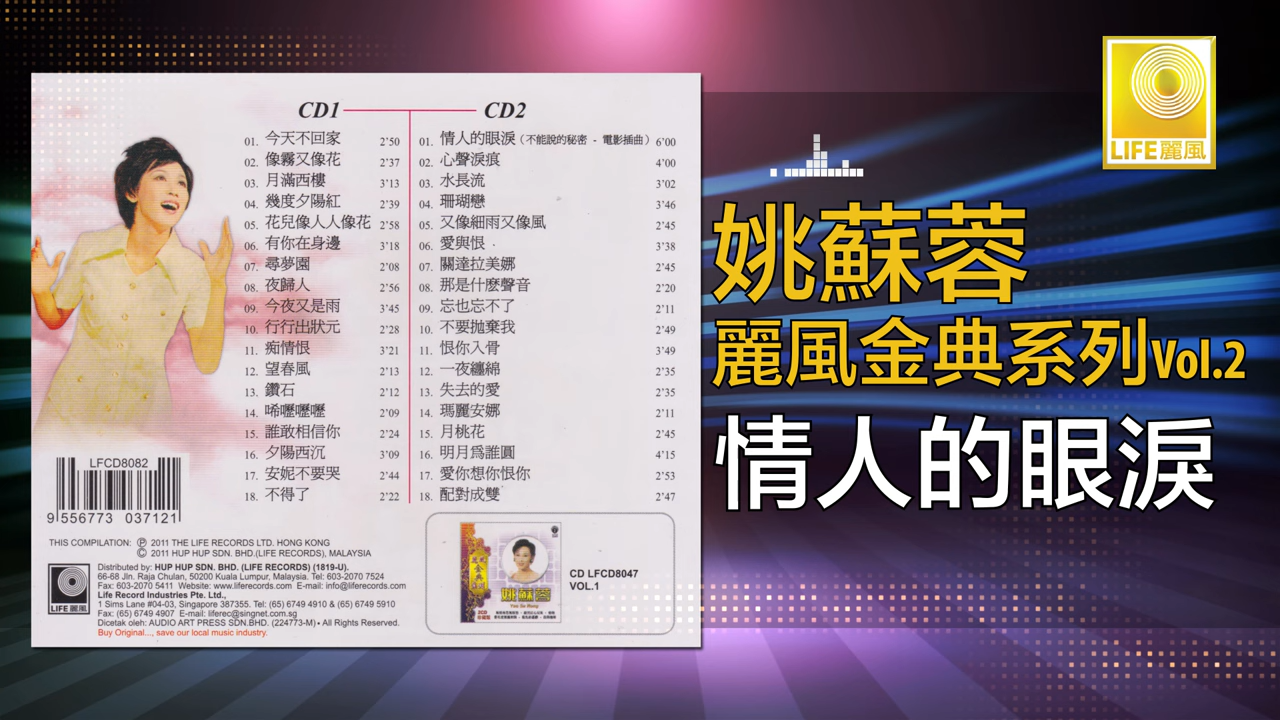 CD1
01. 今天不回家 2'50
02. 像霧又像花 2'37
03. 月滿西樓 3'13
04. 幾度夕陽紅 2'39
05. 花兒像人人像花 2'58
06. 有你在身邊 3'18
07. 尋夢園 2'08
08. 夜歸人 2'56
09. 今夜又是雨 3'45
10. 行行出狀元 2'28
11. 痴情恨 3'21
12. 望春風 2'13
13. 鑽石 2'12
14. 唏嚦嚦嚦 2'09
15. 誰敢相信你 2'24
16. 夕陽西沉 3'09
17. 安妮不要哭 2'44
18. 不得了 2'22
CD2
01. 情人的眼淚（不能說的秘密 - 電影插曲） 6'00
02. 心聲淚痕 4'00
03. 水長流 3'02
04. 珊瑚戀 3'46
05. 又像細雨又像風 2'45
06. 愛與恨 3'38
07. 關達拉美娜 2'45
08. 那是什麽聲音 2'20
09. 忘也忘不了 2'11
10. 不要拋棄我 2'49
11. 恨你入骨 3'49
12. 一夜纏綿 2'35
13. 失去的愛 2'35
14. 瑪麗安娜 2'11
15. 月桃花 2'45
16. 明月爲誰圓 4'15
17. 愛你想你恨你 2'53
18. 配對成雙 2'47
LFCD8082
9 556773 037121
THIS COMPILATION: Ⓟ 2011 THE LIFE RECORDS LTD. HONG KONG
© 2011 HUP HUP SDN. BHD.(LIFE RECORDS), MALAYSIA
Distributed by: HUP HUP SDN. BHD. (LIFE RECORDS) (1819-U).
66-68 Jln. Raja Chulan, 50200 Kuala Lumpur, Malaysia. Tel: 603-2070 7524
Fax: 603-2070 5411 Website: www.liferecords.com E-mail: info@liferecords.com
Life Record Industries Pte. Ltd.,
1 Sims Lane #04-03, Singapore 387355. Tel: (65) 6749 4910 & (65) 6749 5910
Fax: (65) 6749 4907 E-mail: liferec@singnet.com.sg
Dicetak oleh: AUDIO ART PRESS SDN.BHD. (224773-M) • All Rights Reserved.
Buy Original..., save our local music industry.
LIFE 麗風
姚蘇蓉
CD LFCD8047
VOL.1
LIFE麗風
姚蘇蓉
麗風金典系列Vol.2
情人的眼淚